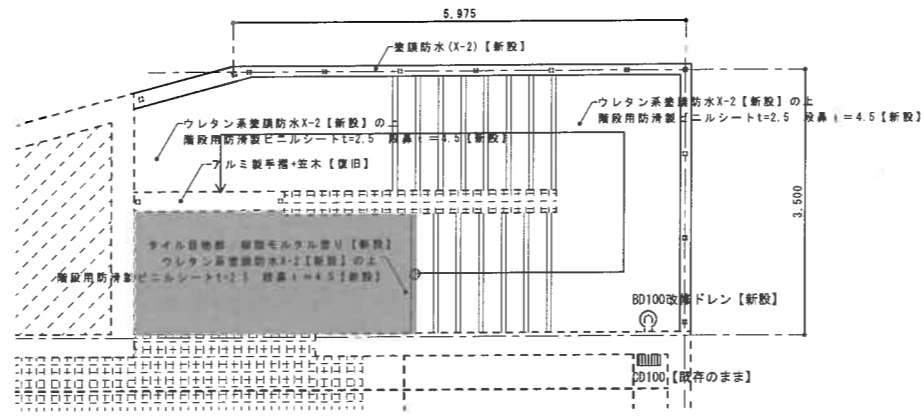 5.975
塗膜防水(X-2)【新設】
ウレタン系塗膜防水X-2【新設】の上
階段用防滑製ビニルシートt=2.5 段鼻t=4.5【新設】
アルミ製手摺+笠木【復旧】
ウレタン系塗膜防水X-2【新設】の上
階段用防滑製ビニルシートt=2.5 段鼻t=4.5【新設】
3.500
タイル目地部 樹脂モルタル塗り【新設】
ウレタン系塗膜防水X-2【新設】の上
階段用防滑製ビニルシートt=2.5 段鼻t=4.5【新設】
BD100改修ドレン【新設】
CD100【既存のまま】